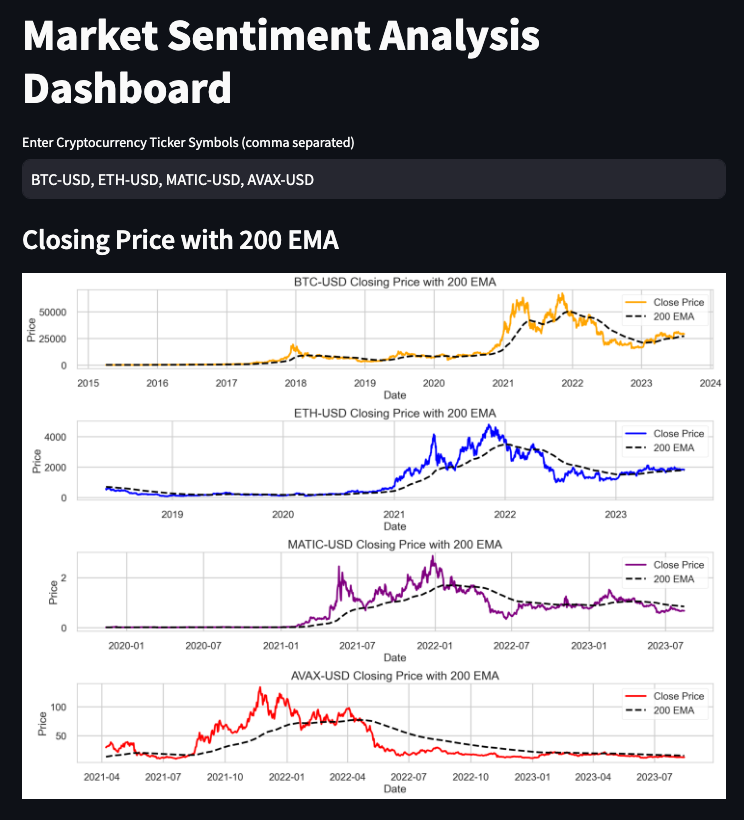 Market Sentiment Analysis
Dashboard
Enter Cryptocurrency Ticker Symbols (comma separated)
BTC-USD, ETH-USD, MATIC-USD, AVAX-USD
Closing Price with 200 EMA
BTC-USD Closing Price with 200 EMA
Close Price
200 EMA
Price
50000
25000
0
2015 2016 2017 2018 2019 2020 2021 2022 2023 2024
Date
ETH-USD Closing Price with 200 EMA
Close Price
200 EMA
Price
4000
2000
0
2019 2020 2021 2022 2023
Date
MATIC-USD Closing Price with 200 EMA
Close Price
200 EMA
Price
2
0
2020-01 2020-07 2021-01 2021-07 2022-01 2022-07 2023-01 2023-07
Date
AVAX-USD Closing Price with 200 EMA
Close Price
200 EMA
Price
100
50
2021-04 2021-07 2021-10 2022-01 2022-04 2022-07 2022-10 2023-01 2023-04 2023-07
Date